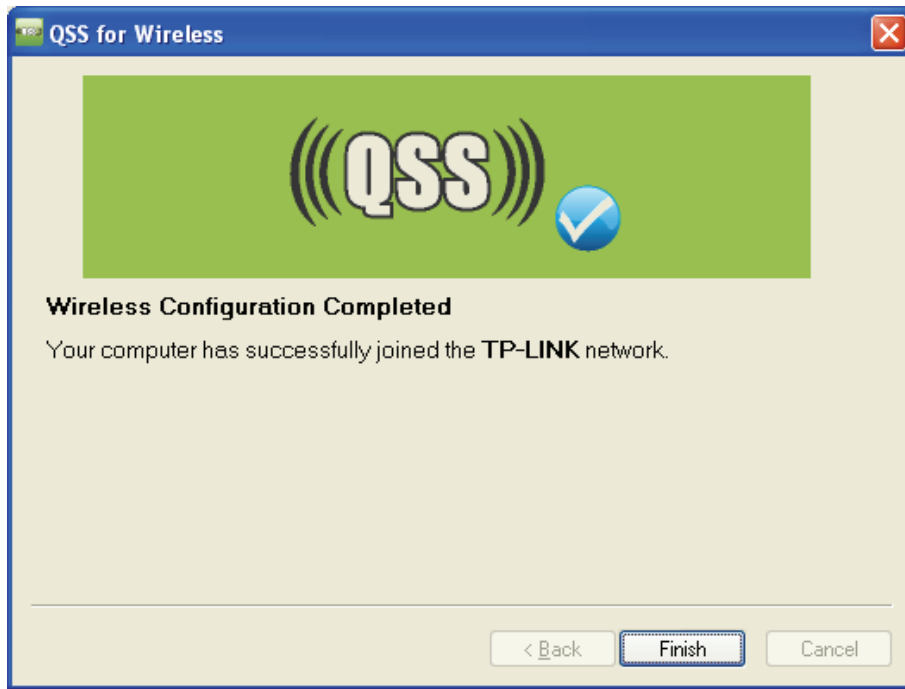 QSS for Wireless
(((QSS)))
Wireless Configuration Completed
Your computer has successfully joined the TP-LINK network.
< Back Finish Cancel